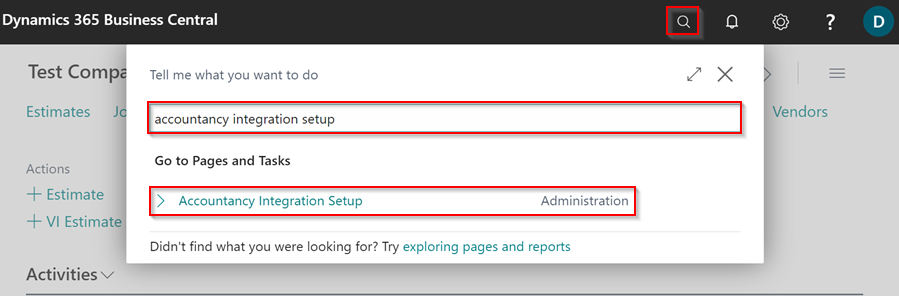 Dynamics 365 Business Central
?
D
Test Compa
Tell me what you want to do
Estimates
Jo
accountancy integration setup
Vendors
Go to Pages and Tasks
Actions
+ Estimate
Accountancy Integration Setup
Administration
+ VI Estimate
Didn't find what you were looking for? Try exploring pages and reports
Activities